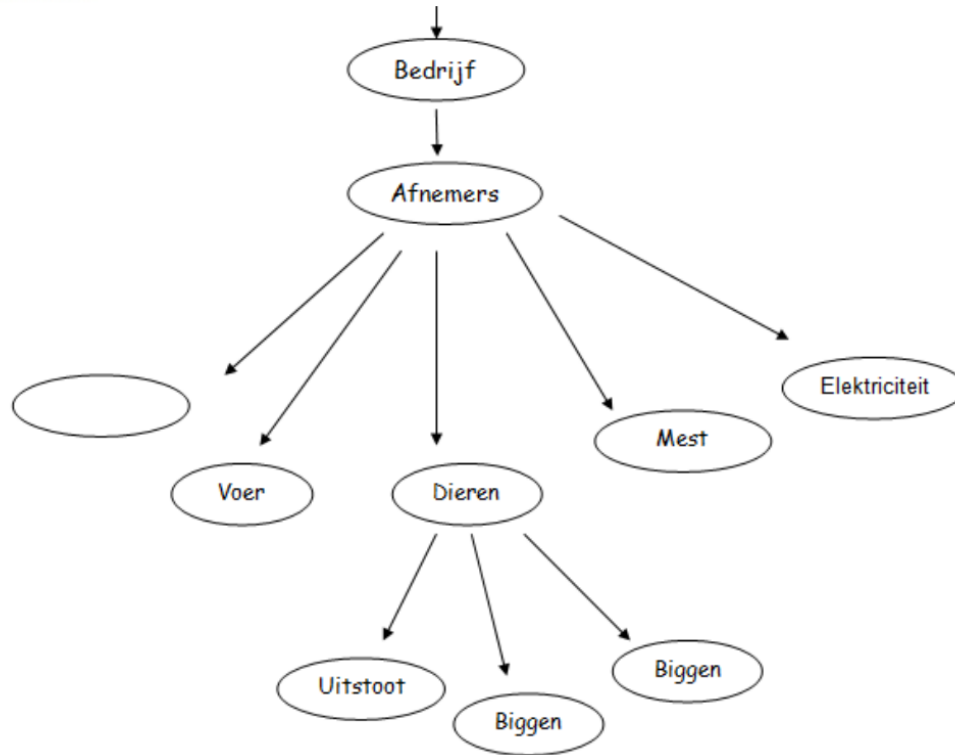 Bedrijf
Afnemers
Elektriciteit
Mest
Voer
Dieren
Uitstoot
Biggen
Biggen